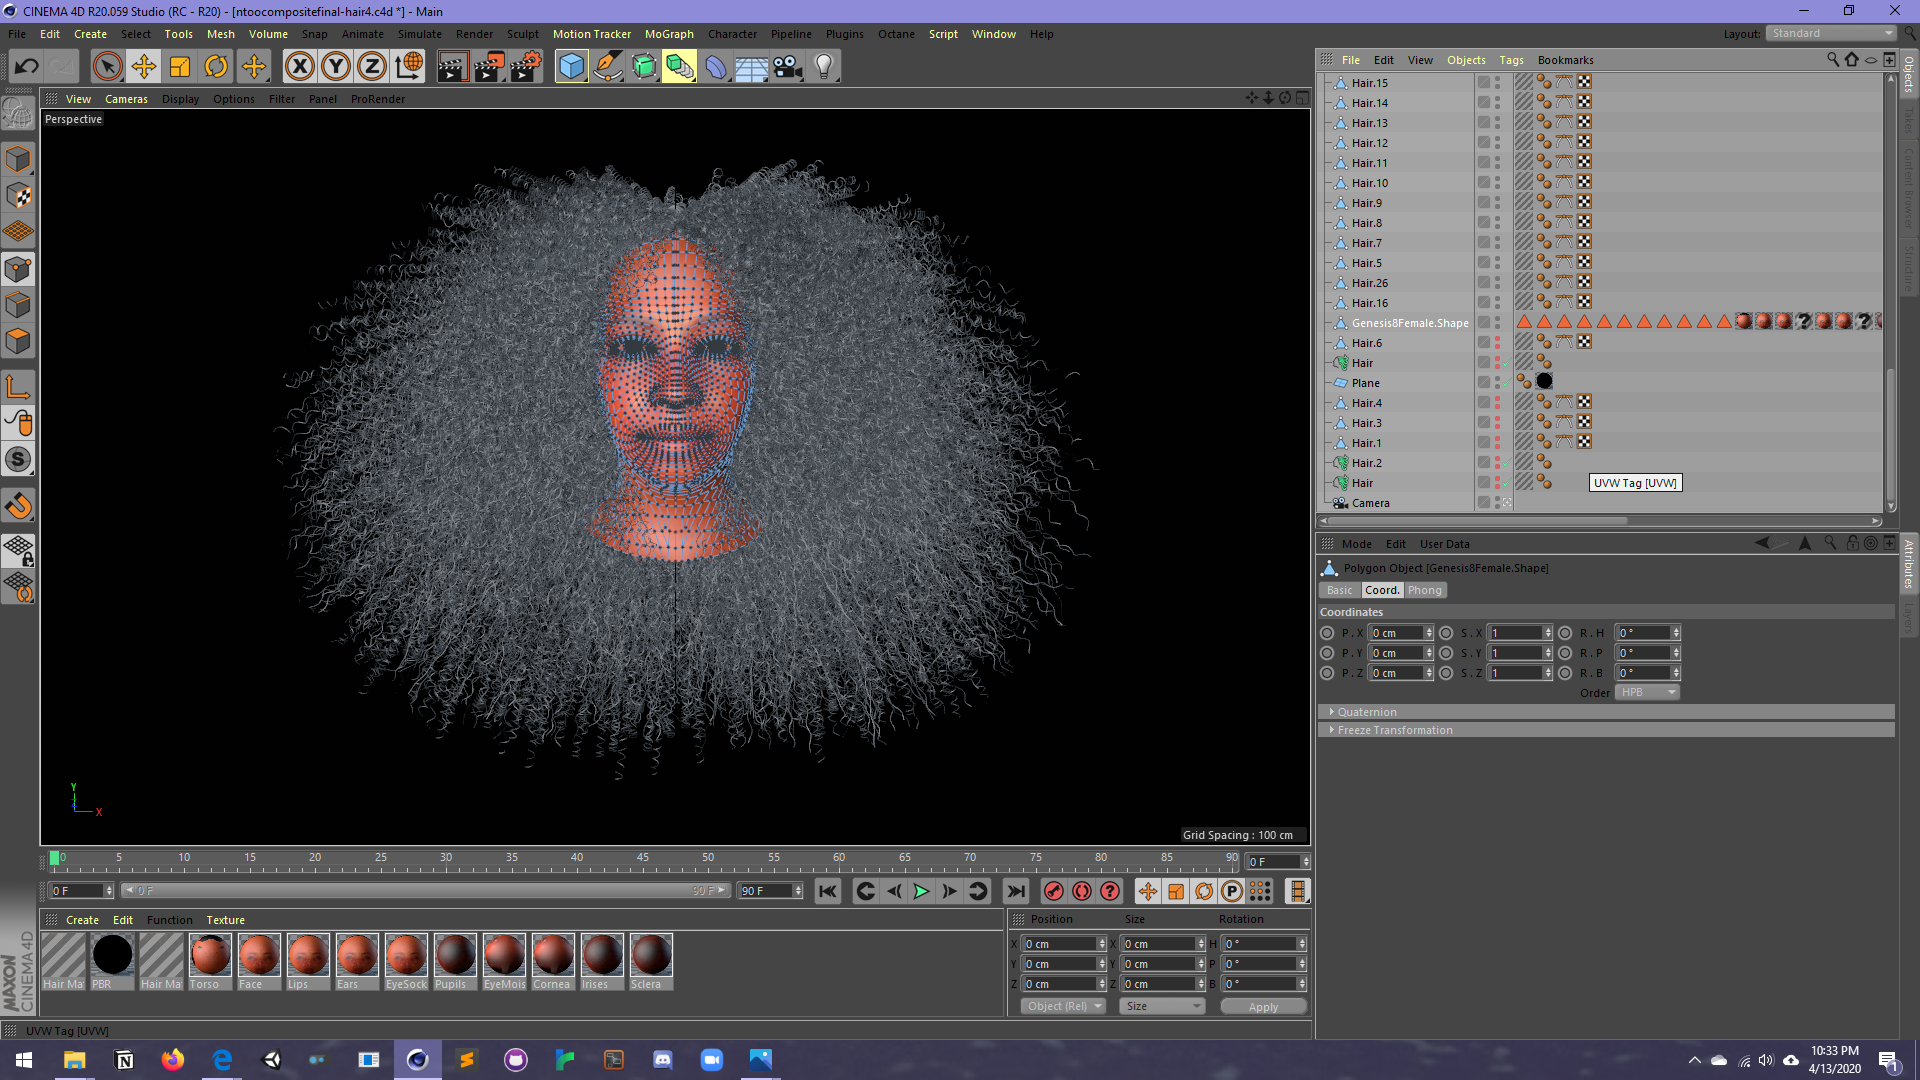 CINEMA 4D R20.059 Studio (RC - R20) - [ntoocompositefinal-hair4.c4d *] - Main
File Edit Create Select Tools Mesh Volume Snap Animate Simulate Render Sculpt Motion Tracker MoGraph Character Pipeline Plugins Octane Script Window Help
Layout: Standard
File Edit View Objects Tags Bookmarks
View Cameras Display Options Filter Panel ProRender
Perspective
Hair.15
Hair.14
Hair.13
Hair.12
Hair.11
Hair.10
Hair.9
Hair.8
Hair.7
Hair.5
Hair.26
Hair.16
Genesis8Female.Shape
Hair.6
Hair
Plane
Hair.4
Hair.3
Hair.1
Hair.2
Hair
UVW Tag [UVW]
Camera
Objects
Takes
Content Browser
Structure
Mode Edit User Data
Polygon Object [Genesis8Female.Shape]
Basic Coord. Phong
Coordinates
P . X 0 cm S . X 1 R . H 0 °
P . Y 0 cm S . Y 1 R . P 0 °
P . Z 0 cm S . Z 1 R . B 0 °
Order HPB
Quaternion
Freeze Transformation
Attributes
Layers
Y
Z
X
Grid Spacing : 100 cm
0 5 10 15 20 25 30 35 40 45 50 55 60 65 70 75 80 85 90 0 F
0 F 0 F 90 F 90 F
P
Create Edit Function Texture
Hair Ma PBR Hair Ma Torso Face Lips Ears EyeSock Pupils EyeMois Cornea Irises Sclera
Position Size Rotation
X 0 cm X 0 cm H 0 °
Y 0 cm Y 0 cm P 0 °
Z 0 cm Z 0 cm B 0 °
Object (Rel) Size Apply
MAXON
CINEMA 4D
UVW Tag [UVW]
10:33 PM
4/13/2020
1